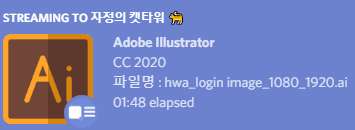 STREAMING TO 자정의 캣타워 🐈
Ai
Adobe Illustrator
CC 2020
파일명 : hwa_login image_1080_1920.ai
01:48 elapsed